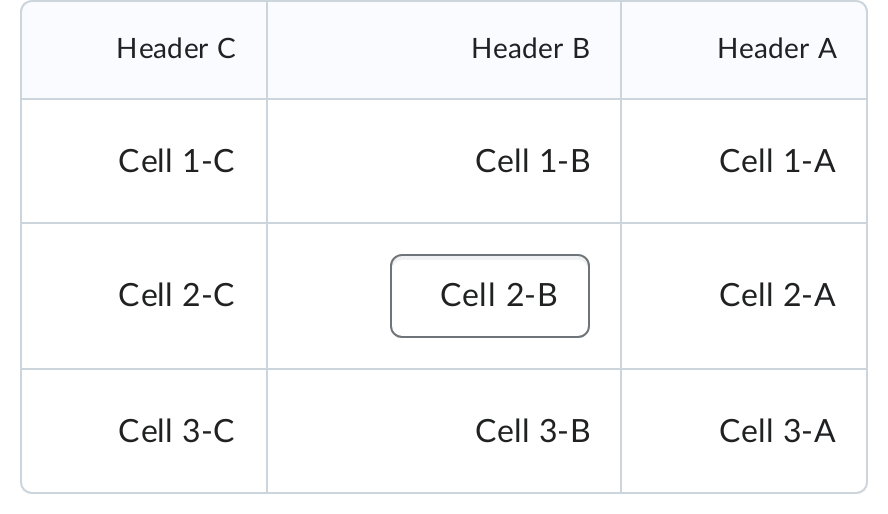 Header C Header B Header A
Cell 1-C Cell 1-B Cell 1-A
Cell 2-C Cell 2-B Cell 2-A
Cell 3-C Cell 3-B Cell 3-A